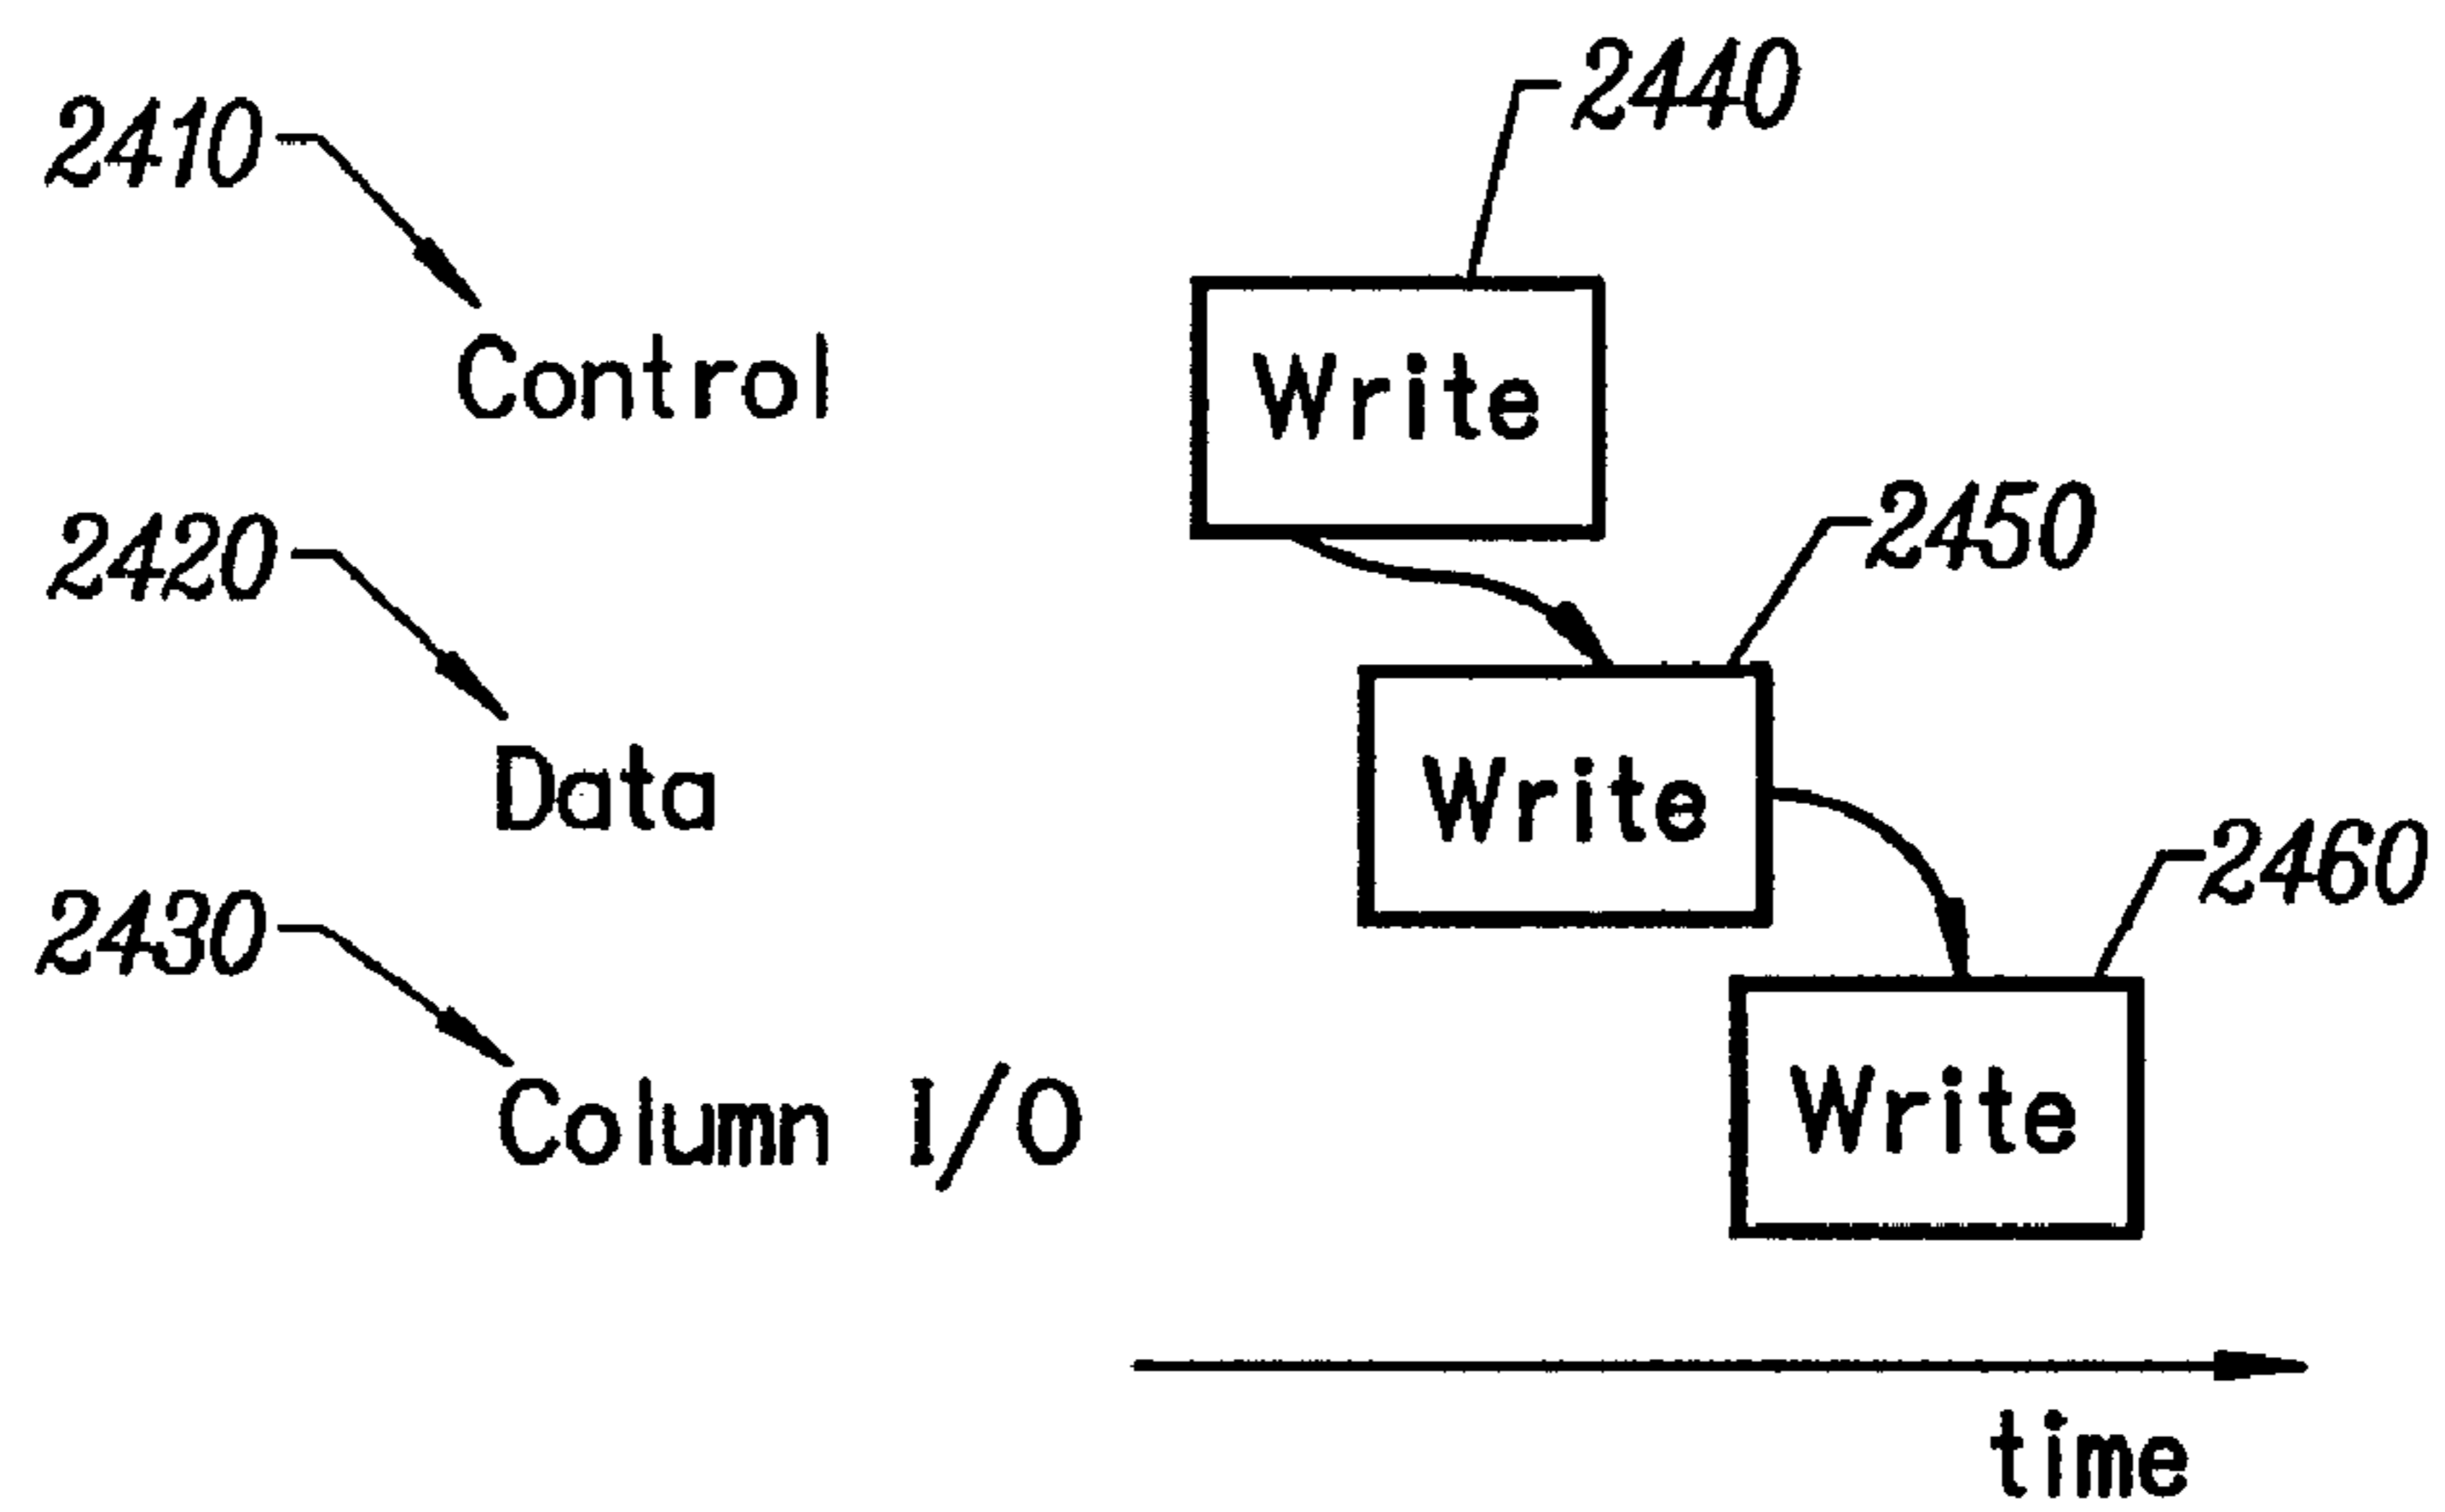 2440
2410
Control
Write
2450
2420
Data
Write
2460
2430
Column I/O
Write
time